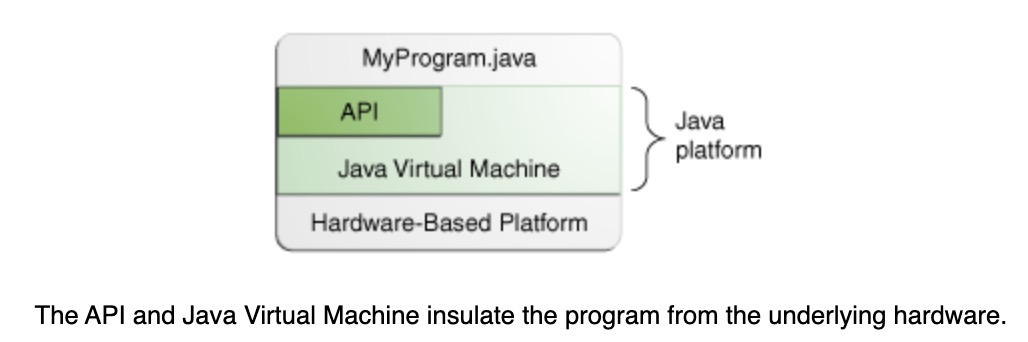 MyProgram.java
API
Java Virtual Machine
Java
platform
Hardware-Based Platform
The API and Java Virtual Machine insulate the program from the underlying hardware.